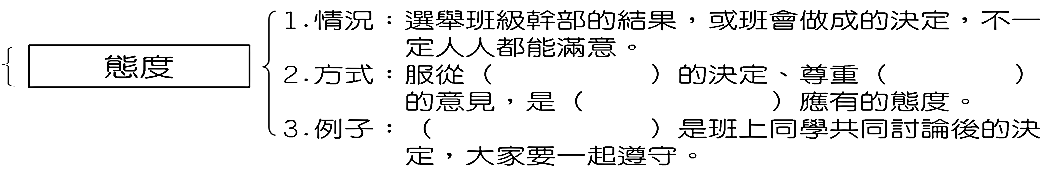 態度
1.情況：選舉班級幹部的結果，或班會做成的決定，不一
定人人都能滿意。
2.方式：服從（　　　　　　）的決定、尊重（　　　　　）
的意見，是（　　　　　　　）應有的態度。
3.例子：（　　　　　　　　）是班上同學共同討論後的決
定，大家要一起遵守。